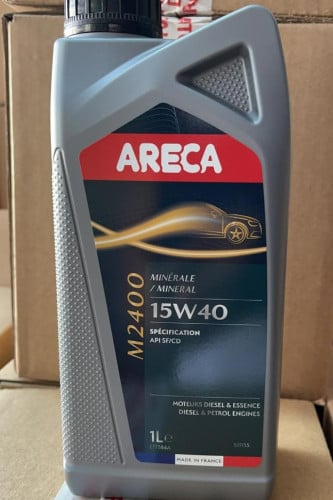 ARECA
M2400
MINÉRALE
/ MINERAL
15W40
SPÉCIFICATION
API SF/CD
MOTEURS DIESEL & ESSENCE
DIESEL & PETROL ENGINES
1L℮
MADE IN FRANCE